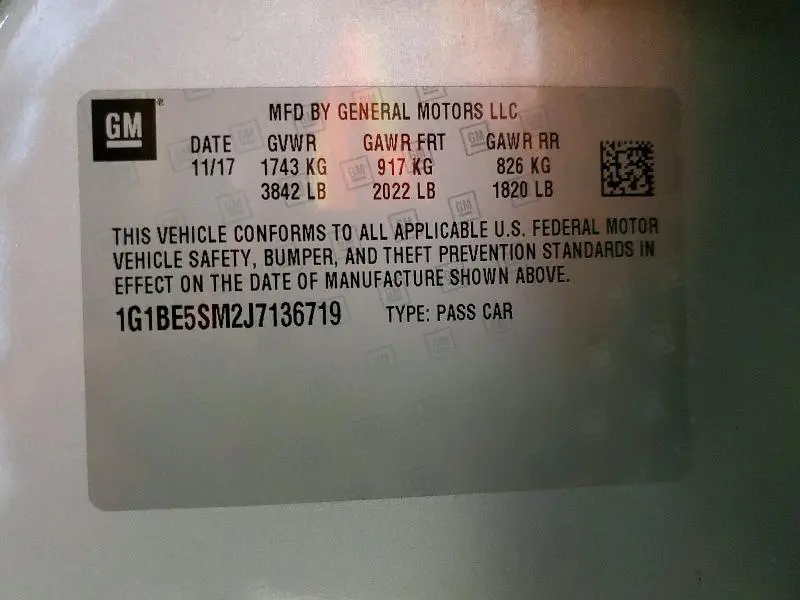 GM
MFD BY GENERAL MOTORS LLC
DATE GVWR GAWR FRT GAWR RR
11/17 1743 KG 917 KG 826 KG
3842 LB 2022 LB 1820 LB
THIS VEHICLE CONFORMS TO ALL APPLICABLE U.S. FEDERAL MOTOR
VEHICLE SAFETY, BUMPER, AND THEFT PREVENTION STANDARDS IN
EFFECT ON THE DATE OF MANUFACTURE SHOWN ABOVE.
1G1BE5SM2J7136719 TYPE: PASS CAR